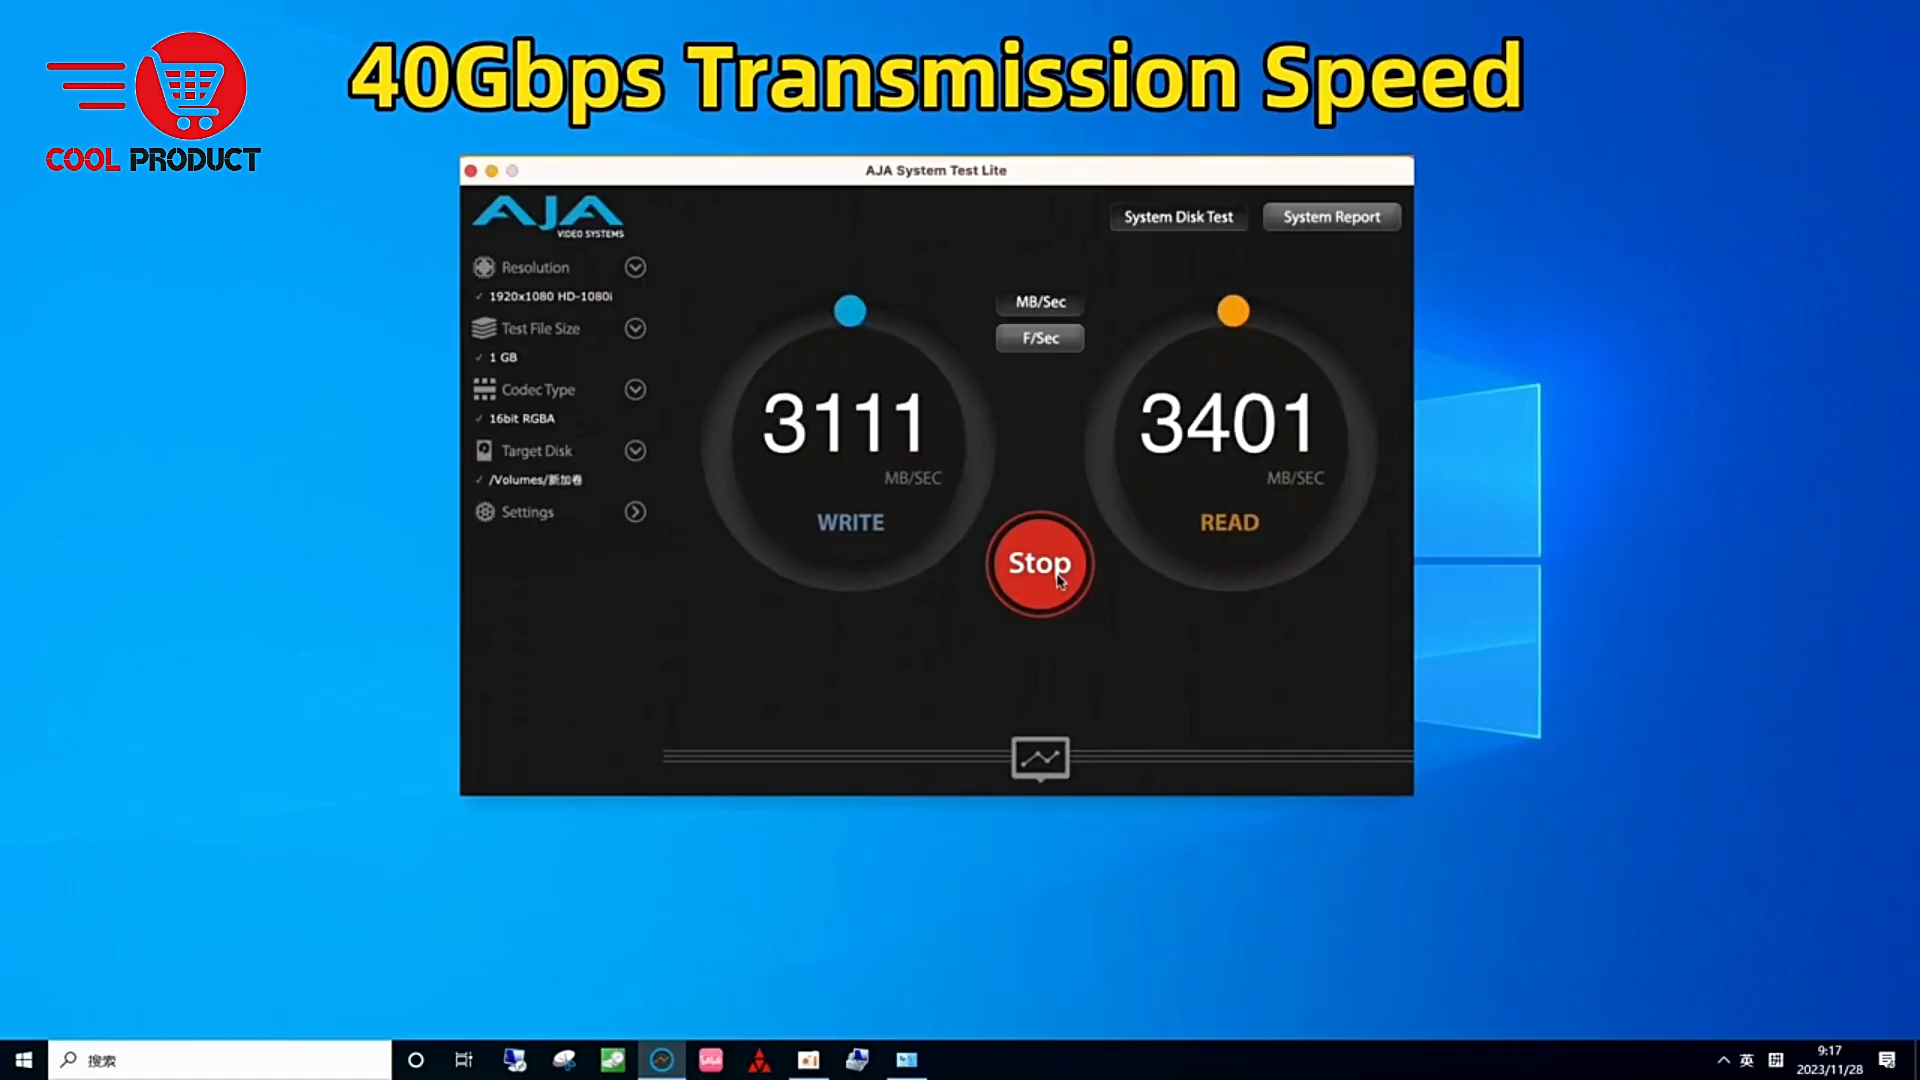 40Gbps Transmission Speed
COOL PRODUCT
AJA System Test Lite
AJA
VIDEO SYSTEMS
System Disk Test
System Report
Resolution
✓ 1920x1080 HD-1080i
Test File Size
✓ 1 GB
Codec Type
✓ 16bit RGBA
Target Disk
✓ /Volumes/新加卷
Settings
MB/Sec
F/Sec
3111
MB/SEC
WRITE
3401
MB/SEC
READ
Stop
搜索
英
拼
9:17
2023/11/28